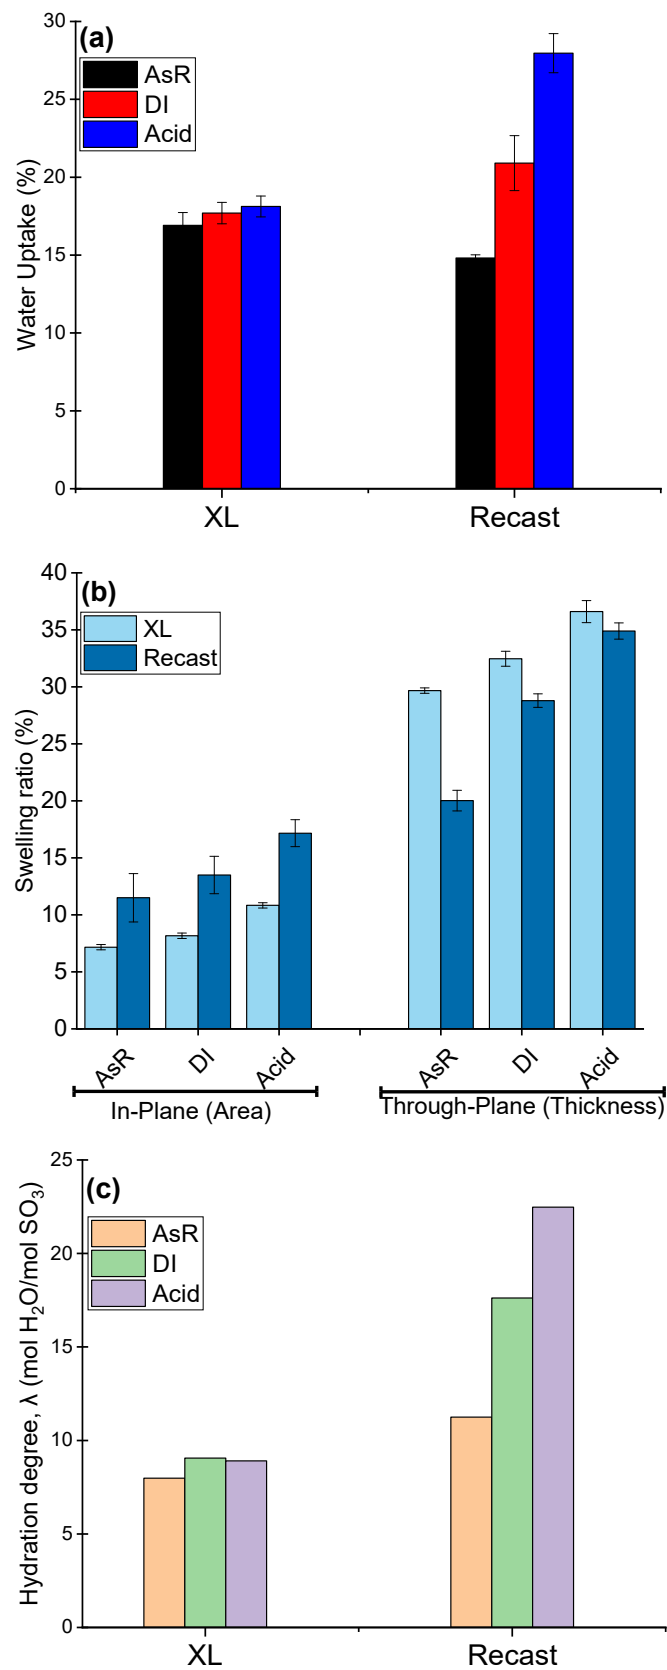 (a)
AsR
DI
Acid
Water Uptake (%)
30
25
20
15
10
5
0
XL
Recast
(b)
XL
Recast
Swelling ratio (%)
40
35
30
25
20
15
10
5
0
AsR
DI
Acid
AsR
DI
Acid
In-Plane (Area)
Through-Plane (Thickness)
(c)
AsR
DI
Acid
Hydration degree, λ (mol H₂O/mol SO₃)
25
20
15
10
5
0
XL
Recast